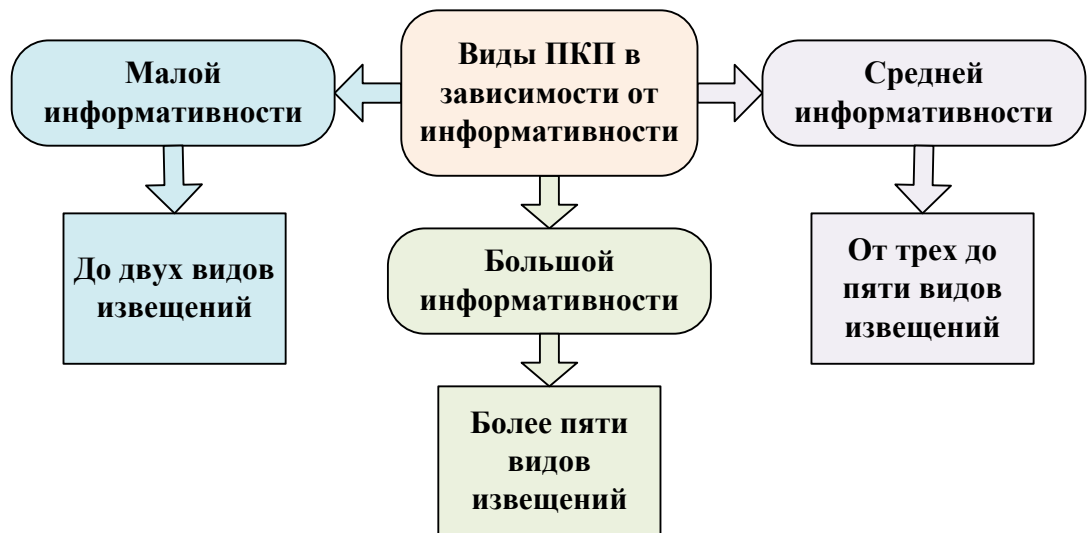 Виды ПКП в
зависимости от
информативности
Малой
информативности
До двух видов
извещений
Большой
информативности
Более пяти
видов
извещений
Средней
информативности
От трех до
пяти видов
извещений